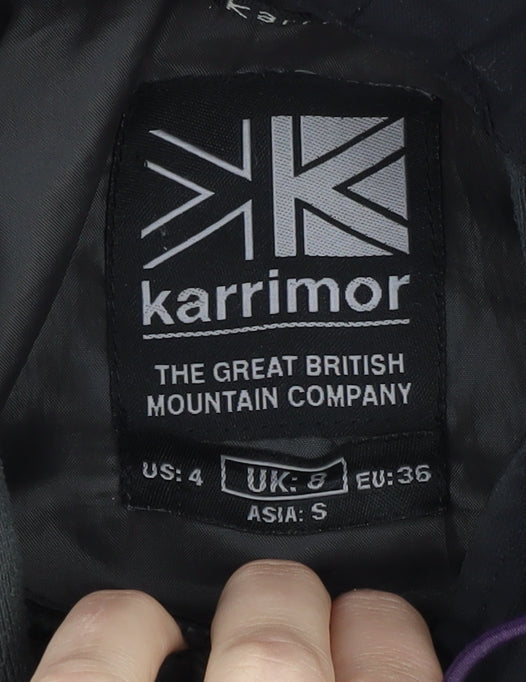 karrimor
THE GREAT BRITISH
MOUNTAIN COMPANY
US: 4 UK: 8 EU: 36
ASIA: S